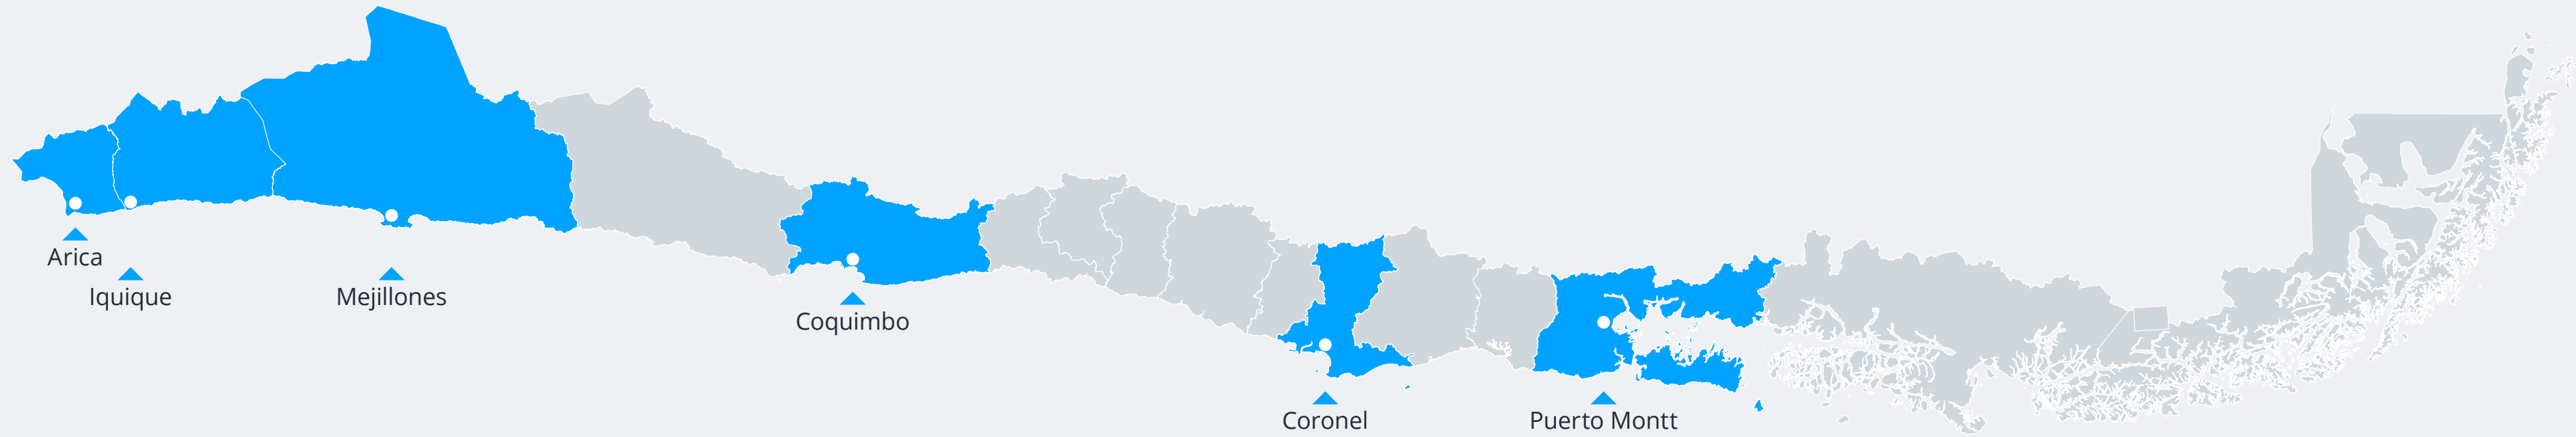 Arica
Iquique
Mejillones
Coquimbo
Coronel
Puerto Montt